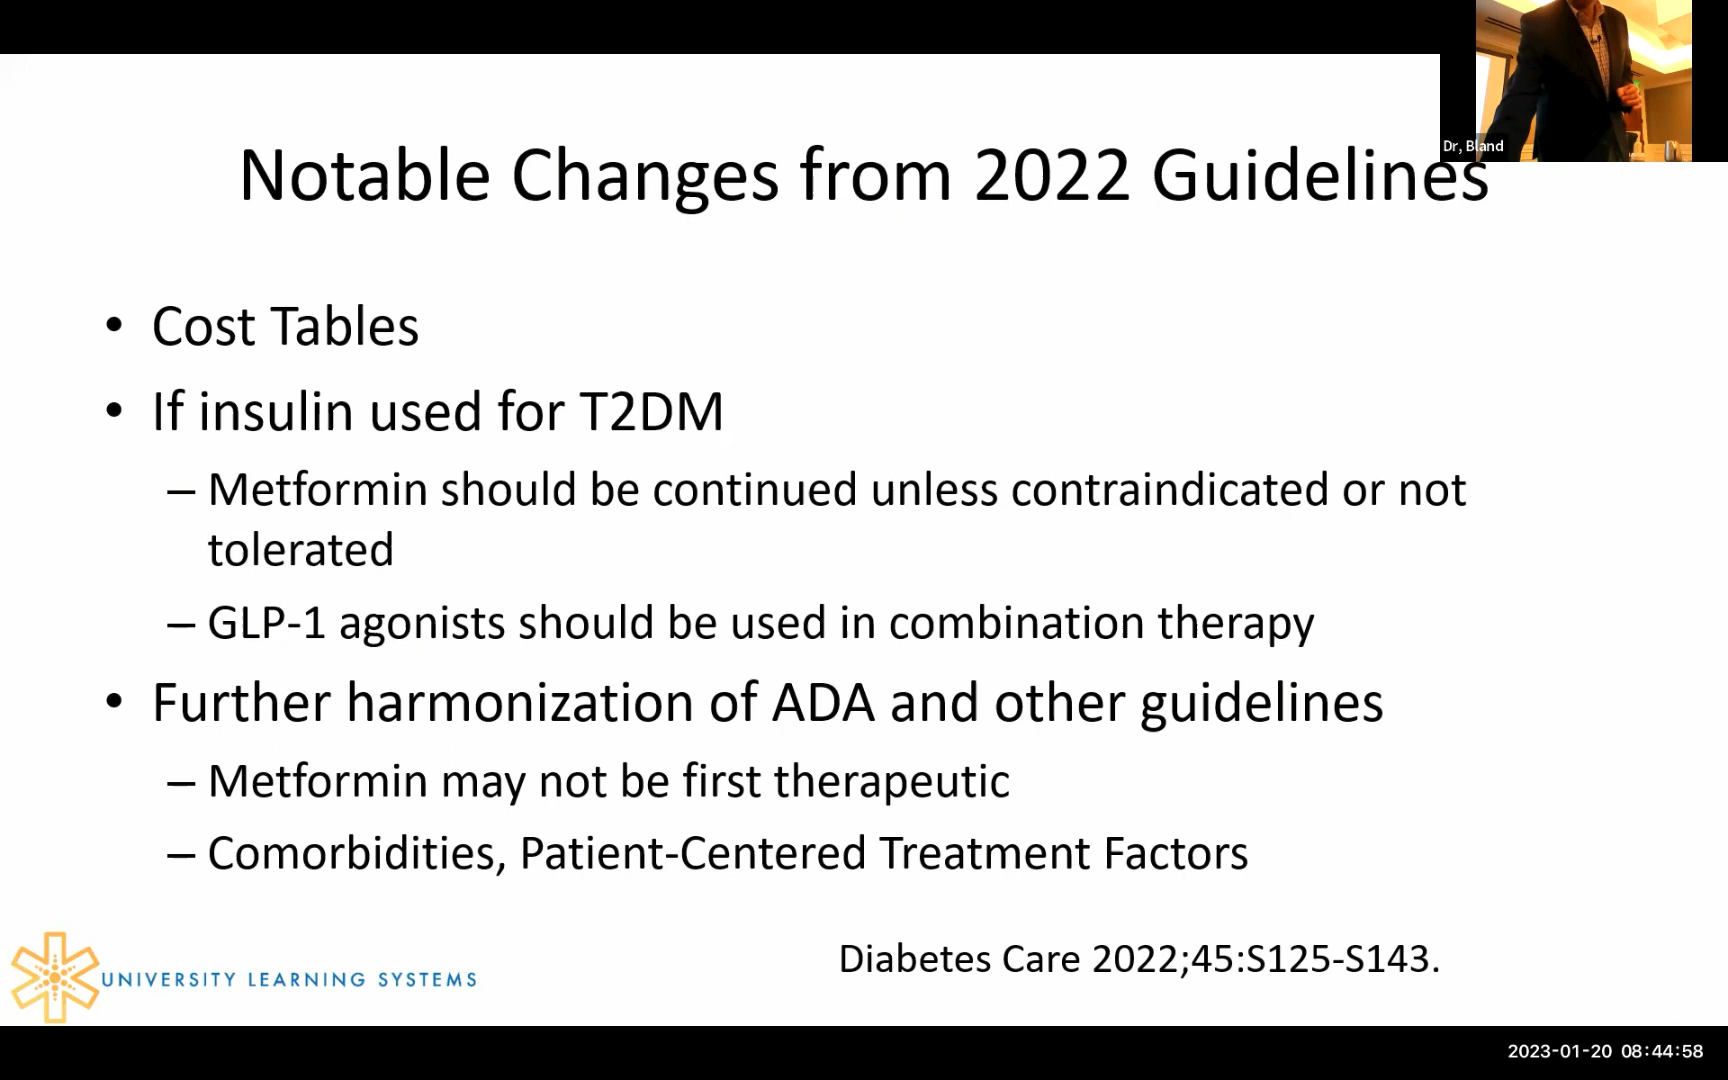 Dr, Bland
Notable Changes from 2022 Guidelines
• Cost Tables
• If insulin used for T2DM
– Metformin should be continued unless contraindicated or not
tolerated
– GLP-1 agonists should be used in combination therapy
• Further harmonization of ADA and other guidelines
– Metformin may not be first therapeutic
– Comorbidities, Patient-Centered Treatment Factors
Diabetes Care 2022;45:S125-S143.
UNIVERSITY LEARNING SYSTEMS
2023-01-20 08:44:58